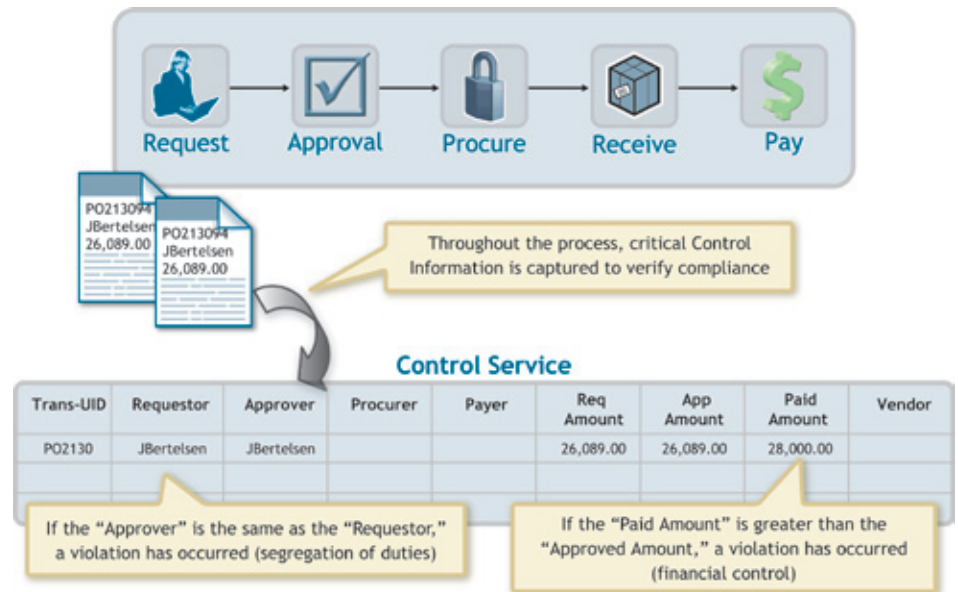 Request
Approval
Procure
Receive
Pay
PO213094
JBertelsen
26,089.00
PO213094
JBertelsen
26,089.00
Throughout the process, critical Control
Information is captured to verify compliance
Control Service
Trans-UID Requestor Approver Procurer Payer Req Amount App Amount Paid Amount Vendor
PO2130 JBertelsen JBertelsen 26,089.00 26,089.00 28,000.00
If the “Approver” is the same as the “Requestor,”
a violation has occurred (segregation of duties)
If the “Paid Amount” is greater than the
“Approved Amount,” a violation has occurred
(financial control)